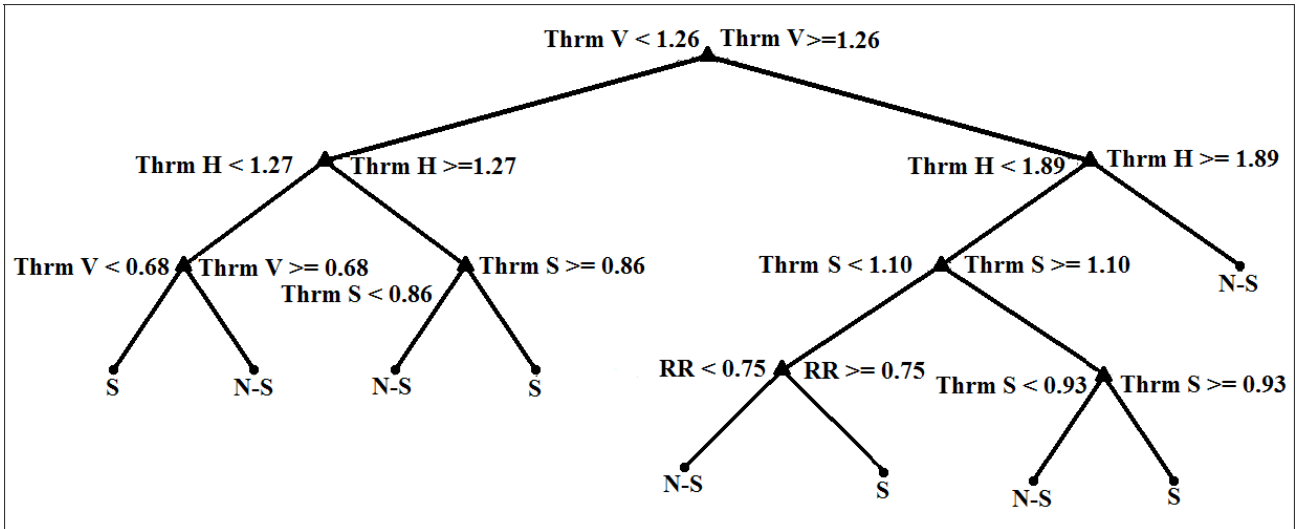 Thrm V < 1.26 Thrm V>=1.26
Thrm H < 1.27 Thrm H >=1.27 Thrm H < 1.89 Thrm H >= 1.89
Thrm V < 0.68 Thrm V >= 0.68 Thrm S >= 0.86 Thrm S < 1.10 Thrm S >= 1.10
Thrm S < 0.86 N-S
RR < 0.75 RR >= 0.75 Thrm S < 0.93 Thrm S >= 0.93
S N-S N-S S
N-S S N-S S